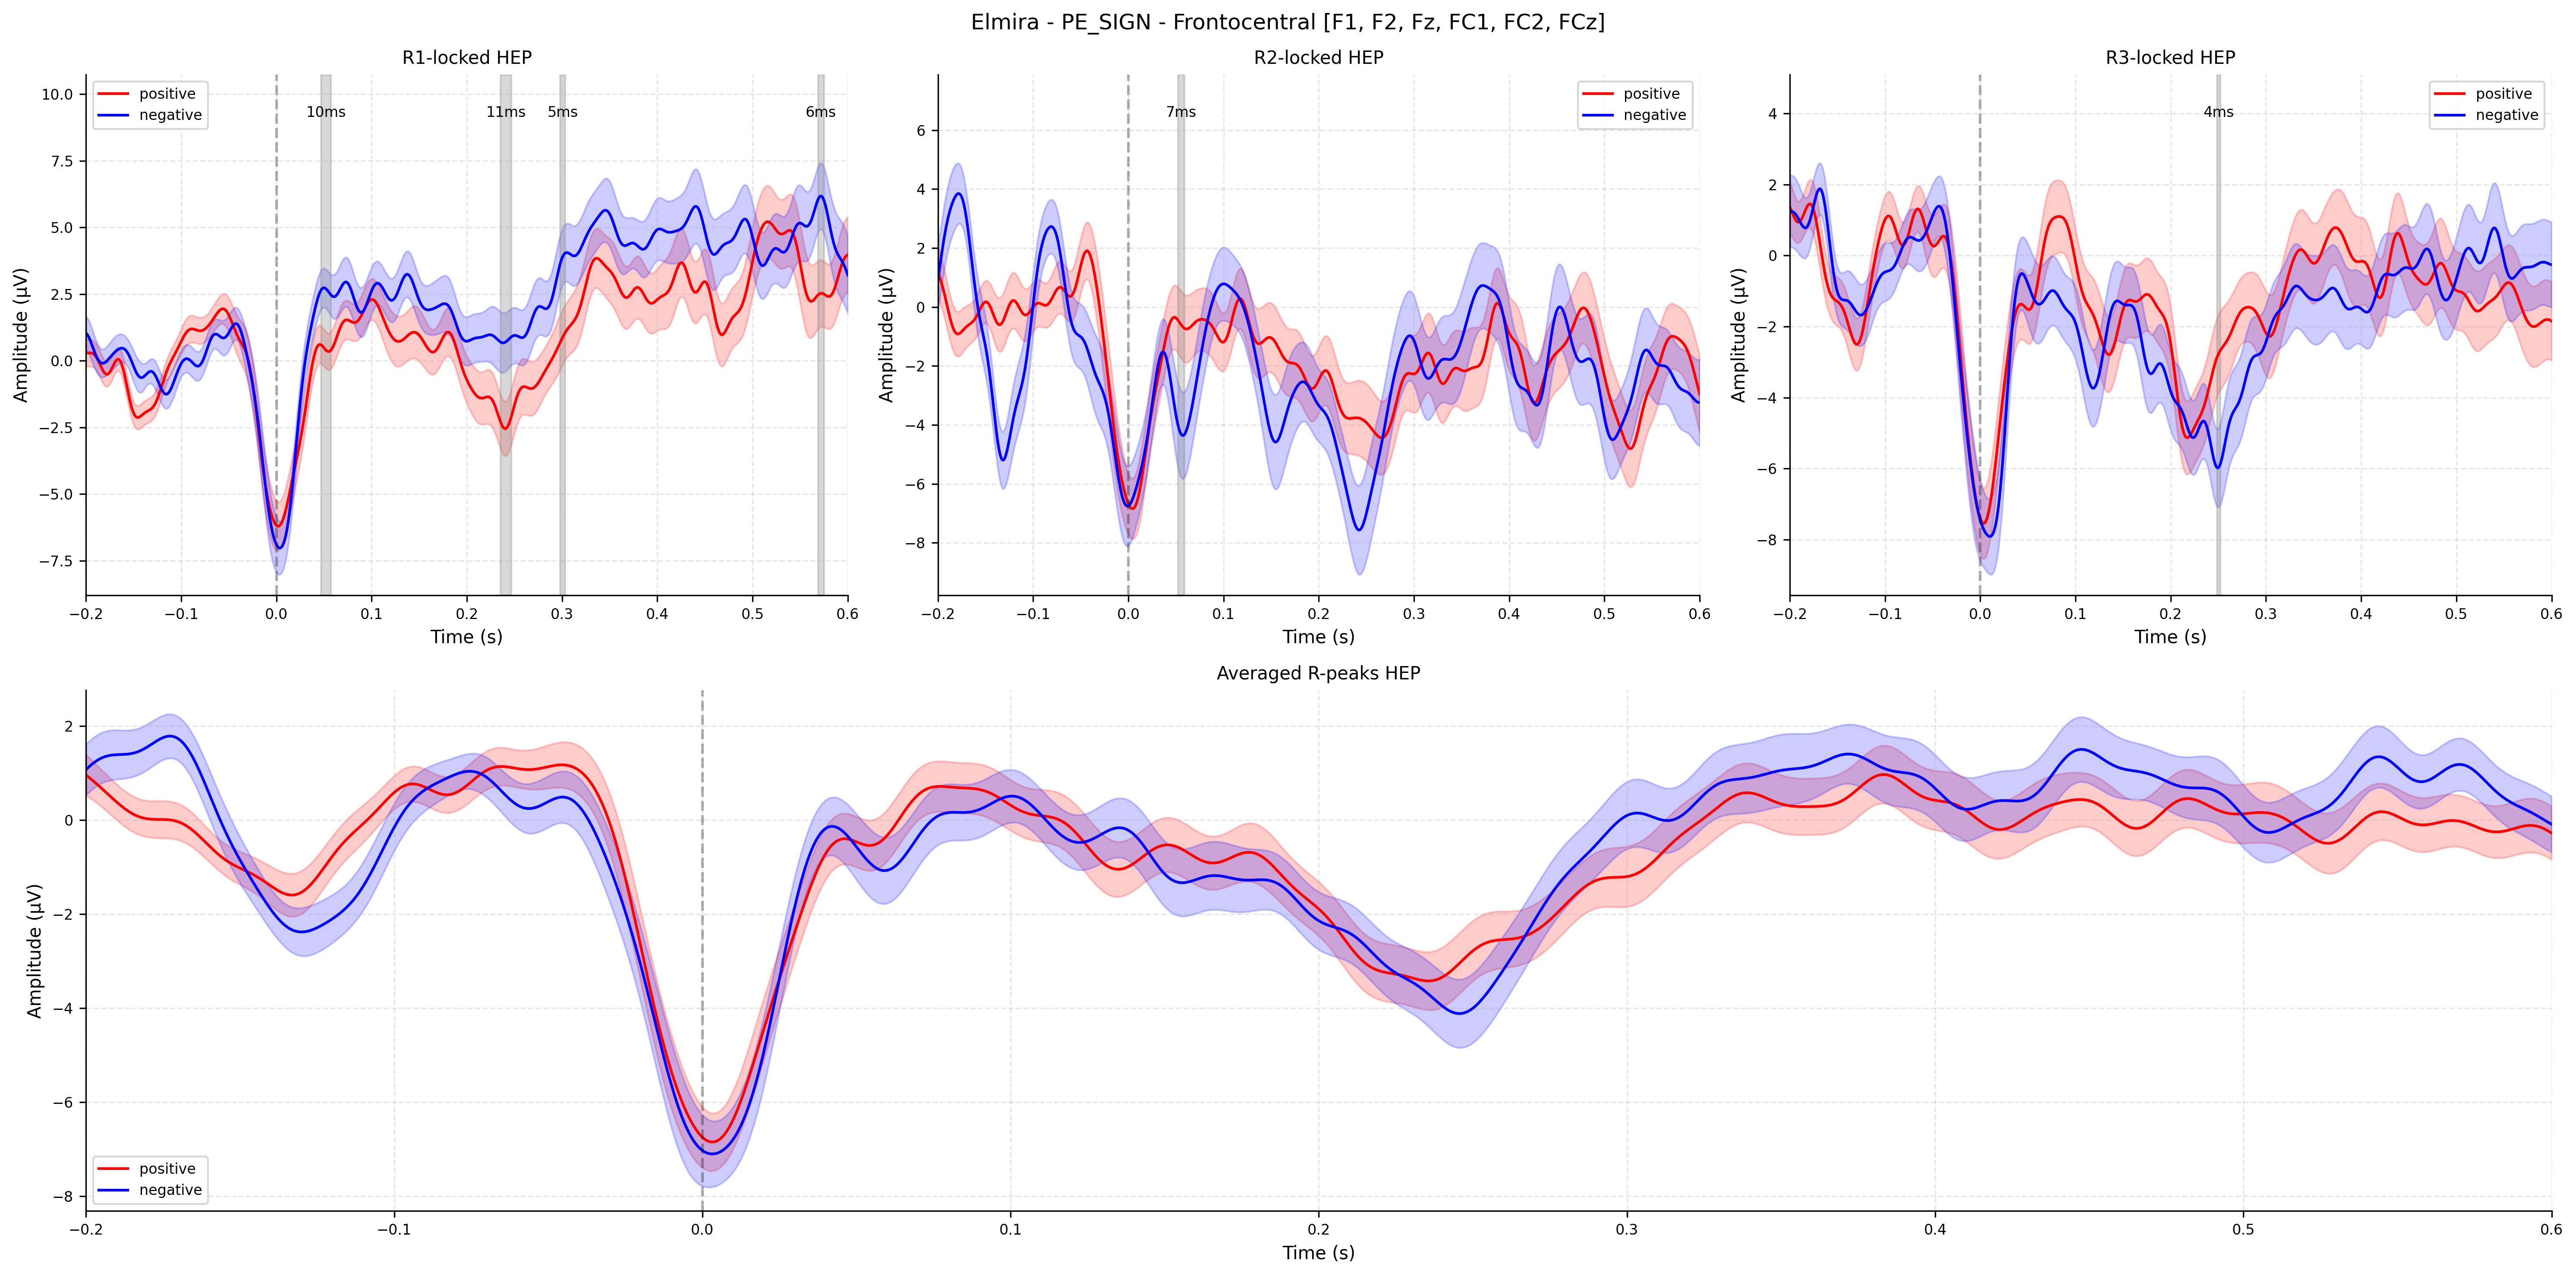 Elmira - PE_SIGN - Frontocentral [F1, F2, Fz, FC1, FC2, FCz]
R1-locked HEP
R2-locked HEP
R3-locked HEP
Amplitude (µV)
10.0
7.5
5.0
2.5
0.0
−2.5
−5.0
−7.5
positive
negative
10ms
11ms
5ms
6ms
−0.2
−0.1
0.0
0.1
0.2
0.3
0.4
0.5
0.6
Time (s)
Amplitude (µV)
6
4
2
0
−2
−4
−6
−8
7ms
positive
negative
−0.2
−0.1
0.0
0.1
0.2
0.3
0.4
0.5
0.6
Time (s)
Amplitude (µV)
4
2
0
−2
−4
−6
−8
4ms
positive
negative
−0.2
−0.1
0.0
0.1
0.2
0.3
0.4
0.5
0.6
Time (s)
Averaged R-peaks HEP
Amplitude (µV)
2
0
−2
−4
−6
−8
positive
negative
−0.2
−0.1
0.0
0.1
0.2
0.3
0.4
0.5
0.6
Time (s)